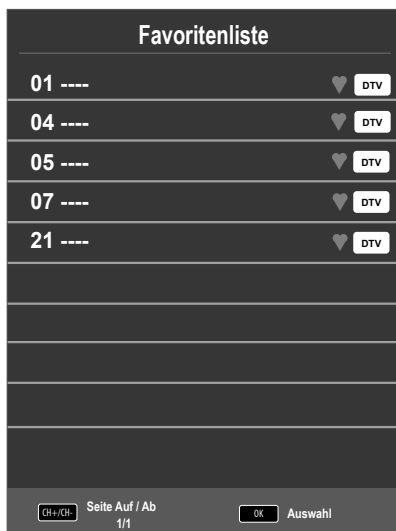 Favoritenliste
01 ---- DTV
04 ---- DTV
05 ---- DTV
07 ---- DTV
21 ---- DTV
CH+/CH- Seite Auf / Ab OK Auswahl
1/1